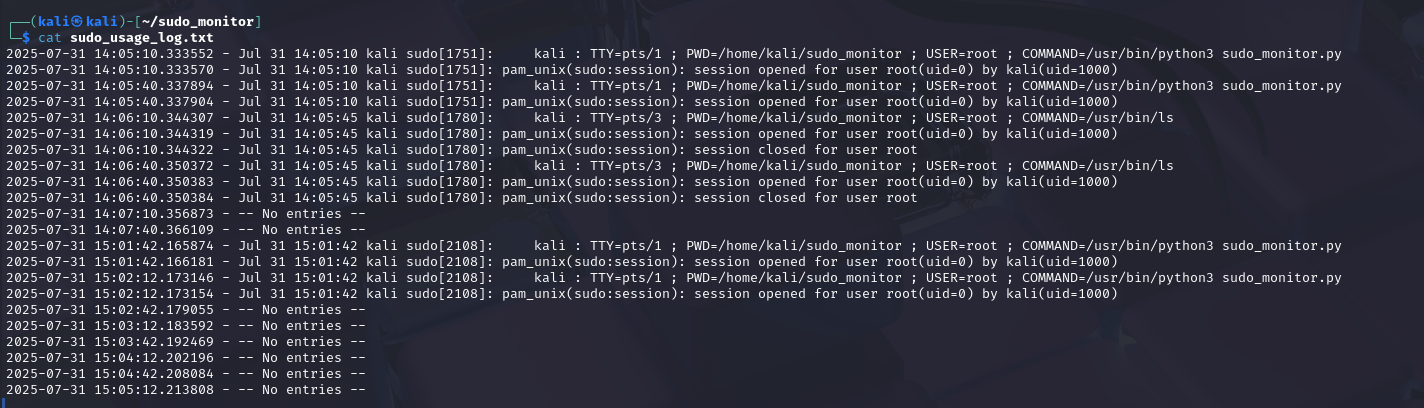 ┌──(kali㉿kali)-[~/sudo_monitor]
└─$ cat sudo_usage_log.txt
2025-07-31 14:05:10.333552 - Jul 31 14:05:10 kali sudo[1751]:     kali : TTY=pts/1 ; PWD=/home/kali/sudo_monitor ; USER=root ; COMMAND=/usr/bin/python3 sudo_monitor.py
2025-07-31 14:05:10.333570 - Jul 31 14:05:10 kali sudo[1751]: pam_unix(sudo:session): session opened for user root(uid=0) by kali(uid=1000)
2025-07-31 14:05:40.337894 - Jul 31 14:05:10 kali sudo[1751]:     kali : TTY=pts/1 ; PWD=/home/kali/sudo_monitor ; USER=root ; COMMAND=/usr/bin/python3 sudo_monitor.py
2025-07-31 14:05:40.337904 - Jul 31 14:05:10 kali sudo[1751]: pam_unix(sudo:session): session opened for user root(uid=0) by kali(uid=1000)
2025-07-31 14:06:10.344307 - Jul 31 14:05:45 kali sudo[1780]:     kali : TTY=pts/3 ; PWD=/home/kali/sudo_monitor ; USER=root ; COMMAND=/usr/bin/ls
2025-07-31 14:06:10.344319 - Jul 31 14:05:45 kali sudo[1780]: pam_unix(sudo:session): session opened for user root(uid=0) by kali(uid=1000)
2025-07-31 14:06:10.344322 - Jul 31 14:05:45 kali sudo[1780]: pam_unix(sudo:session): session closed for user root
2025-07-31 14:06:40.350372 - Jul 31 14:05:45 kali sudo[1780]:     kali : TTY=pts/3 ; PWD=/home/kali/sudo_monitor ; USER=root ; COMMAND=/usr/bin/ls
2025-07-31 14:06:40.350383 - Jul 31 14:05:45 kali sudo[1780]: pam_unix(sudo:session): session opened for user root(uid=0) by kali(uid=1000)
2025-07-31 14:06:40.350384 - Jul 31 14:05:45 kali sudo[1780]: pam_unix(sudo:session): session closed for user root
2025-07-31 14:07:10.356873 - -- No entries --
2025-07-31 14:07:40.366109 - -- No entries --
2025-07-31 15:01:42.165874 - Jul 31 15:01:42 kali sudo[2108]:     kali : TTY=pts/1 ; PWD=/home/kali/sudo_monitor ; USER=root ; COMMAND=/usr/bin/python3 sudo_monitor.py
2025-07-31 15:01:42.166181 - Jul 31 15:01:42 kali sudo[2108]: pam_unix(sudo:session): session opened for user root(uid=0) by kali(uid=1000)
2025-07-31 15:02:12.173146 - Jul 31 15:01:42 kali sudo[2108]:     kali : TTY=pts/1 ; PWD=/home/kali/sudo_monitor ; USER=root ; COMMAND=/usr/bin/python3 sudo_monitor.py
2025-07-31 15:02:12.173154 - Jul 31 15:01:42 kali sudo[2108]: pam_unix(sudo:session): session opened for user root(uid=0) by kali(uid=1000)
2025-07-31 15:02:42.179055 - -- No entries --
2025-07-31 15:03:12.183592 - -- No entries --
2025-07-31 15:03:42.192469 - -- No entries --
2025-07-31 15:04:12.202196 - -- No entries --
2025-07-31 15:04:42.208084 - -- No entries --
2025-07-31 15:05:12.213808 - -- No entries --